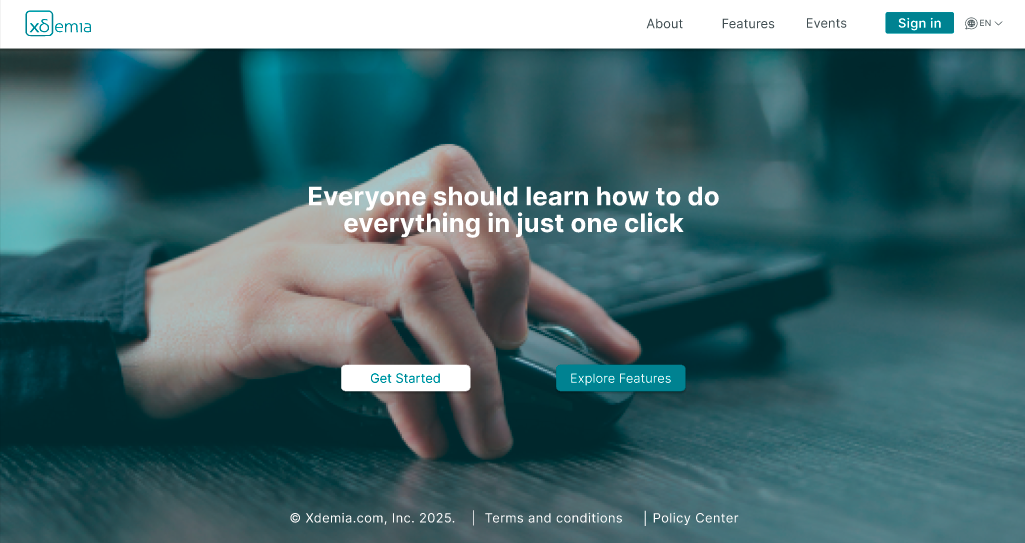 xδemia
About
Features
Events
Sign in
EN
Everyone should learn how to do
everything in just one click
Get Started
Explore Features
© Xdemia.com, Inc. 2025. | Terms and conditions | Policy Center